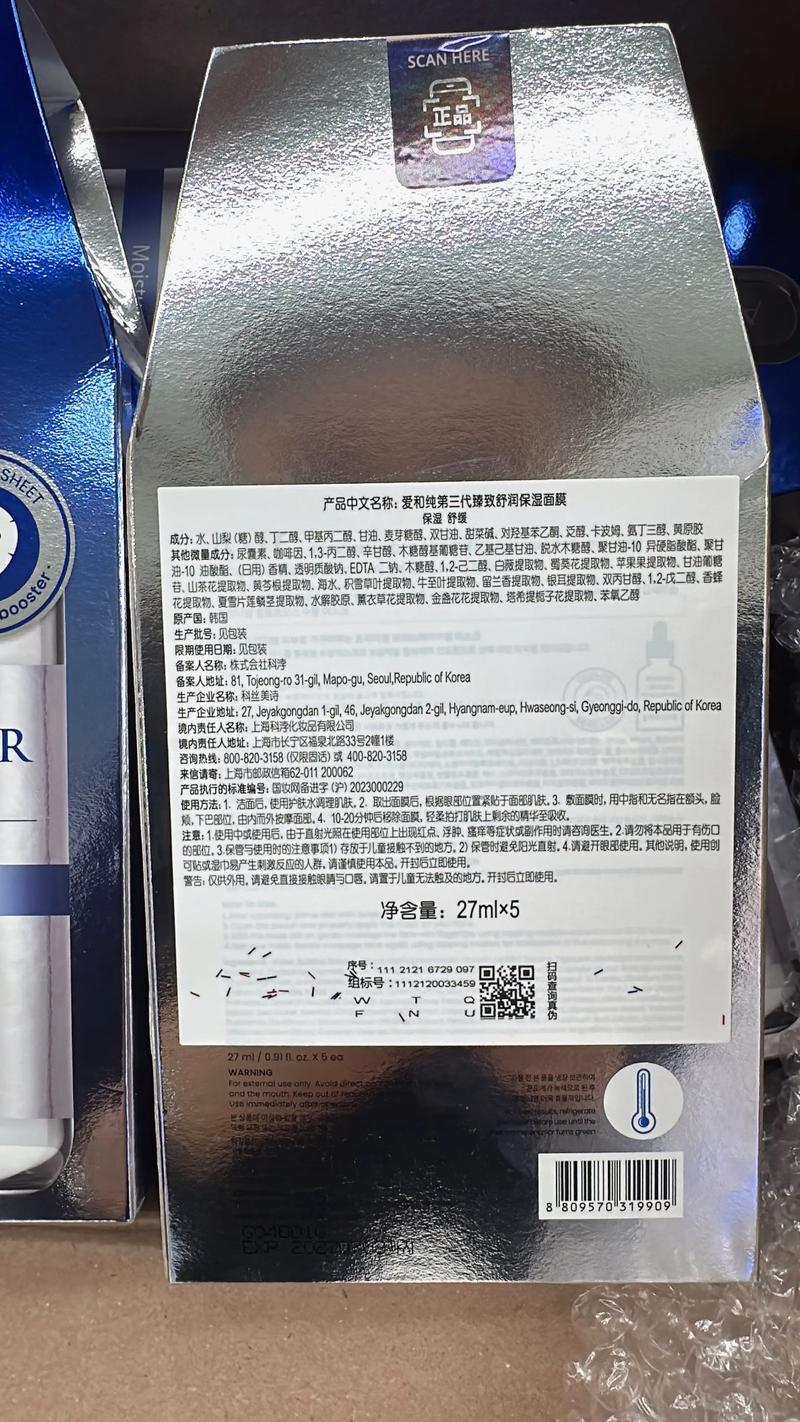 SCAN HERE
正品
Moist
SHEET
booster
R
产品中文名称: 爱和纯第三代臻致舒润保湿面膜
保湿 舒缓
成分: 水、山梨（糖）醇、丁二醇、甲基丙二醇、甘油、麦芽糖醇、双甘油、甜菜碱、对羟基苯乙酮、泛醇、卡波姆、氨丁三醇、黄原胶
其他微量成分: 尿囊素、咖啡因、1,3-丙二醇、辛甘醇、木糖醇基葡糖苷、乙基己基甘油、脱水木糖醇、聚甘油-10 异硬脂酸酯、聚甘
油-10 油酸酯、(日用) 香精、透明质酸钠、EDTA 二钠、木糖醇、1,2-己二醇、白薇提取物、蜀葵花提取物、苹果果提取物、甘油葡糖
苷、山茶花提取物、黄芩根提取物、海水、积雪草叶提取物、牛至叶提取物、留兰香提取物、银耳提取物、双丙甘醇、1,2-戊二醇、香蜂
花提取物、夏雪片莲鳞茎提取物、水解胶原、薰衣草花提取物、金盏花花提取物、塔希提栀子花提取物、苯氧乙醇
原产国: 韩国
生产批号: 见包装
限期使用日期: 见包装
备案人名称: 株式会社科渟
备案人地址: 81, Tojeong-ro 31-gil, Mapo-gu, Seoul,Republic of Korea
生产企业名称: 科丝美诗
生产企业地址: 27, Jeyakgongdan 1-gil, 46, Jeyakgongdan 2-gil, Hyangnam-eup, Hwaseong-si, Gyeonggi-do, Republic of Korea
境内责任人名称: 上海科渟化妆品有限公司
境内责任人地址: 上海市长宁区福泉北路33号2幢1楼
咨询热线: 800-820-3158 (仅限固话) 或 400-820-3158
来信请寄: 上海市邮政信箱62-011 200062
产品执行的标准编号: 国妆网备进字 (沪) 2023000229
使用方法: 1. 洁面后, 使用护肤水调理肌肤。2. 取出面膜后, 根据眼部位置紧贴于面部肌肤。3. 敷面膜时, 用中指和无名指在额头, 脸
颊, 下巴部位, 由内而外按摩面部。4. 10-20分钟后移除面膜, 轻柔拍打肌肤上剩余的精华至吸收。
注意: 1.使用中或使用后, 由于直射光照在使用部位上出现红点、浮肿、瘙痒等症状或副作用时请咨询医生。2.请勿将本品用于有伤口
的部位。3.保管与使用时的注意事项1) 存放于儿童接触不到的地方。2) 保管时避免阳光直射。4.请避开眼部使用。其他说明, 使用创
可贴或湿巾易产生刺激反应的人群, 请谨慎使用本品。开封后立即使用。
警告: 仅供外用。请避免直接接触眼睛与口唇。请置于儿童无法触及的地方。开封后立即使用。
净含量: 27ml×5
序号: 111 2121 6729 097
组标号: 1112120033459
W T Q
F N U
扫码查询真伪
27 ml / 0.91 fl. oz. X 5 ea
WARNING
For external use only. Avoid direct
and the mouth. Keep out of
Use immediately after
results, refrigerate
before use until the
turns green
8 809570 319909
G04B016
EXP 202